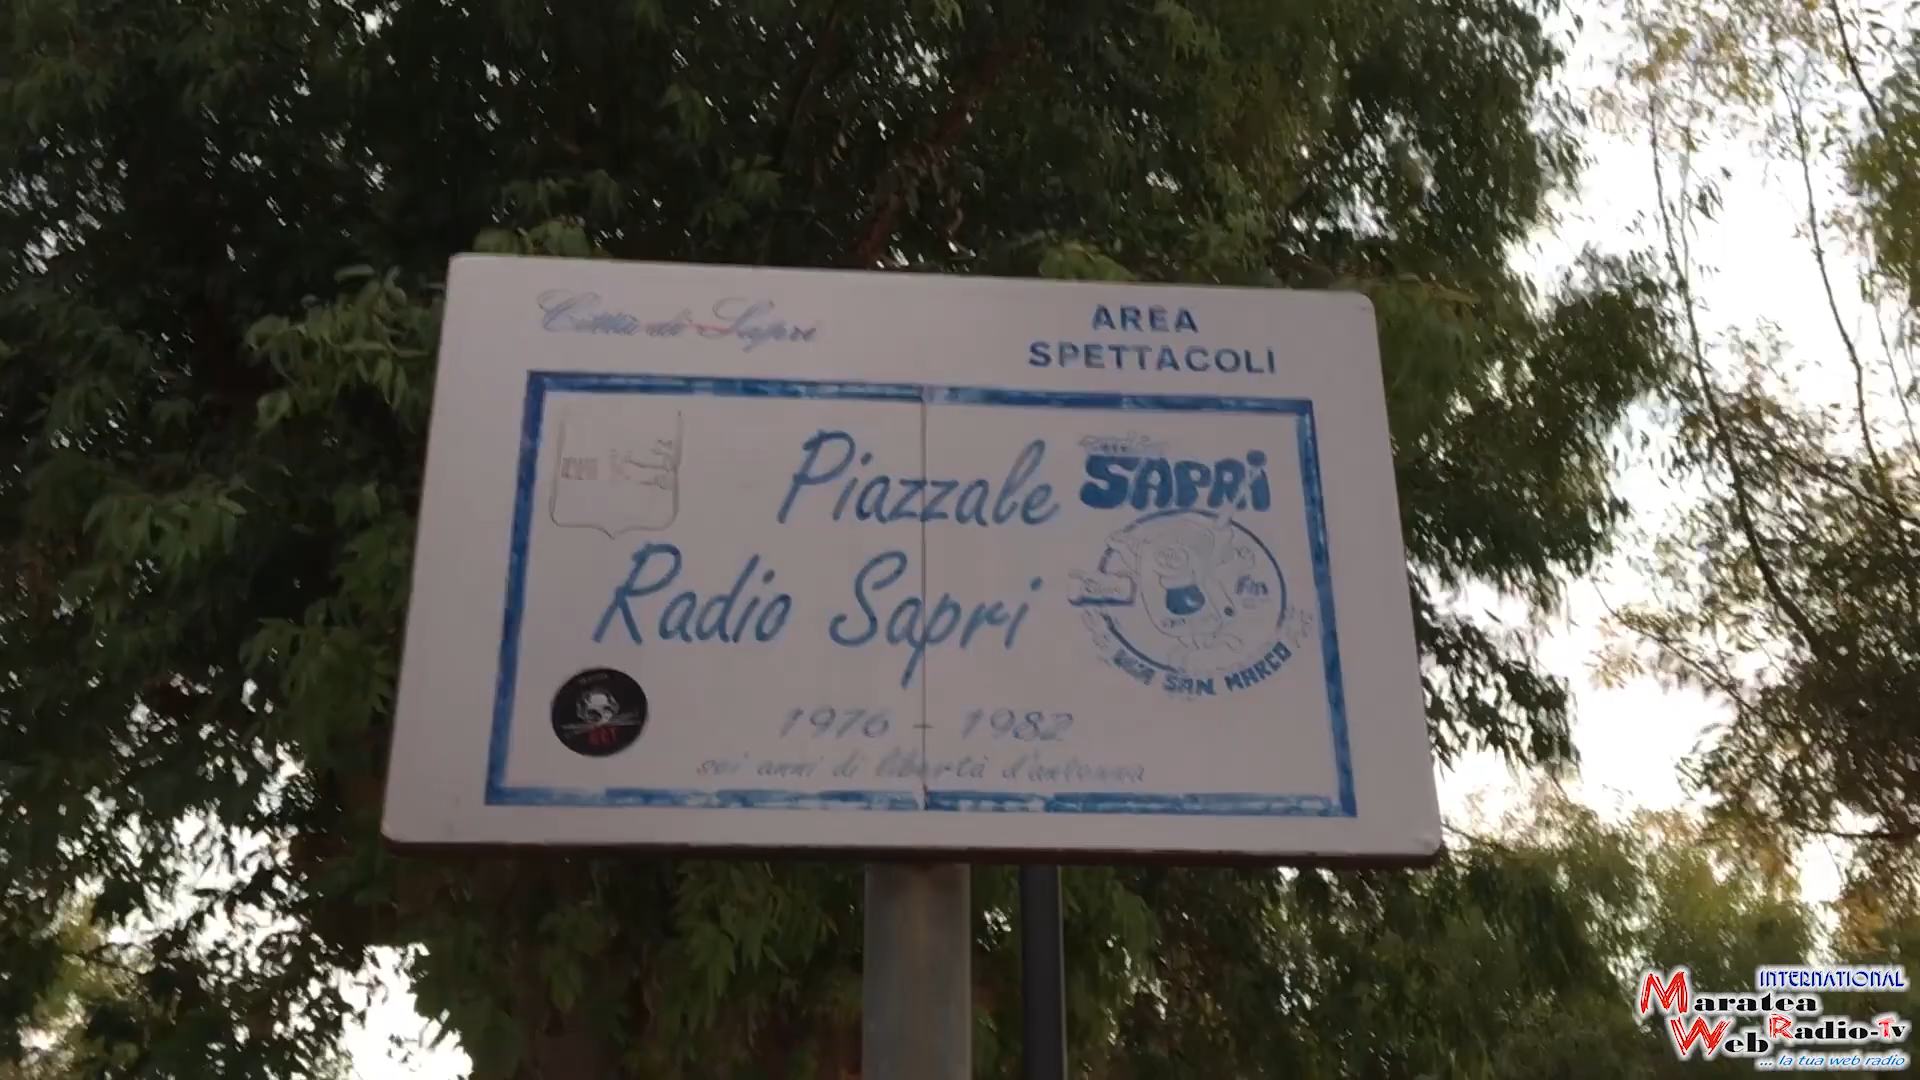 Città di Sapri
AREA
SPETTACOLI
Piazzale
Radio Sapri
SAPRI
VILLA SAN MARCO
1976 - 1982
sei anni di libertà d'antenna
INTERNATIONAL
Maratea
Web Radio-Tv
... la tua web radio